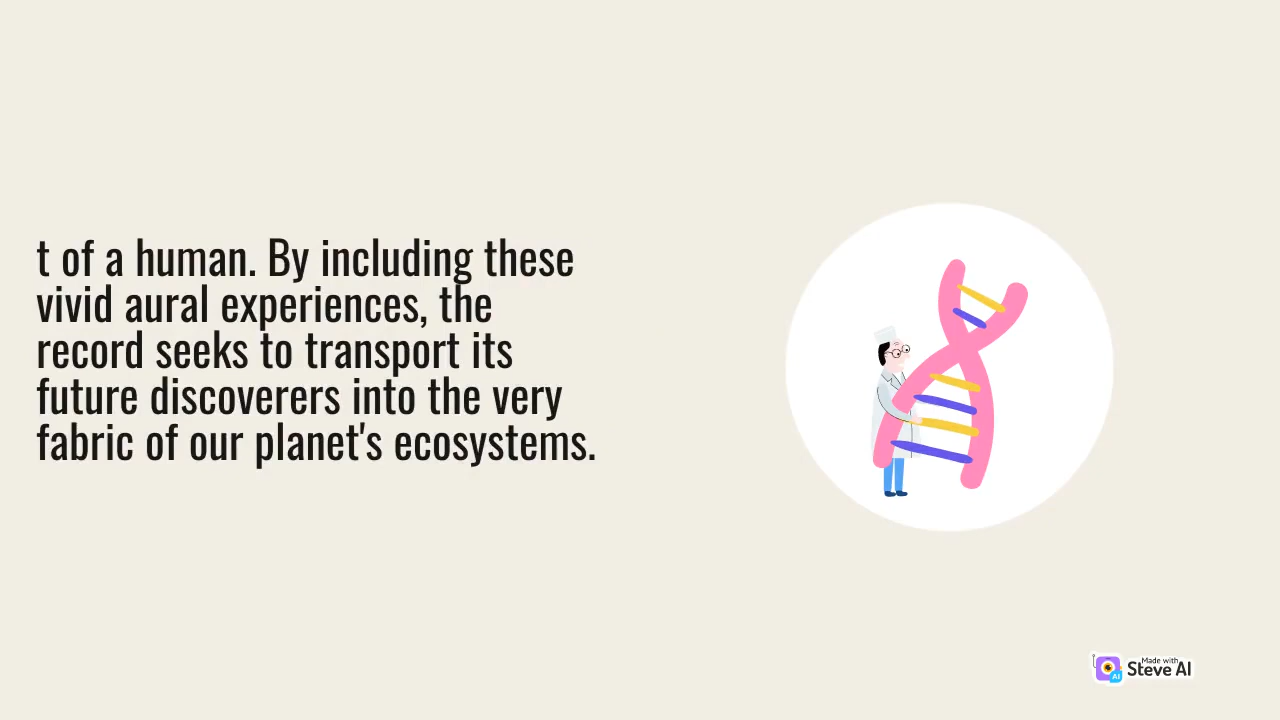 t of a human. By including these
vivid aural experiences, the
record seeks to transport its
future discoverers into the very
fabric of our planet's ecosystems.
Made with
Steve AI
AI